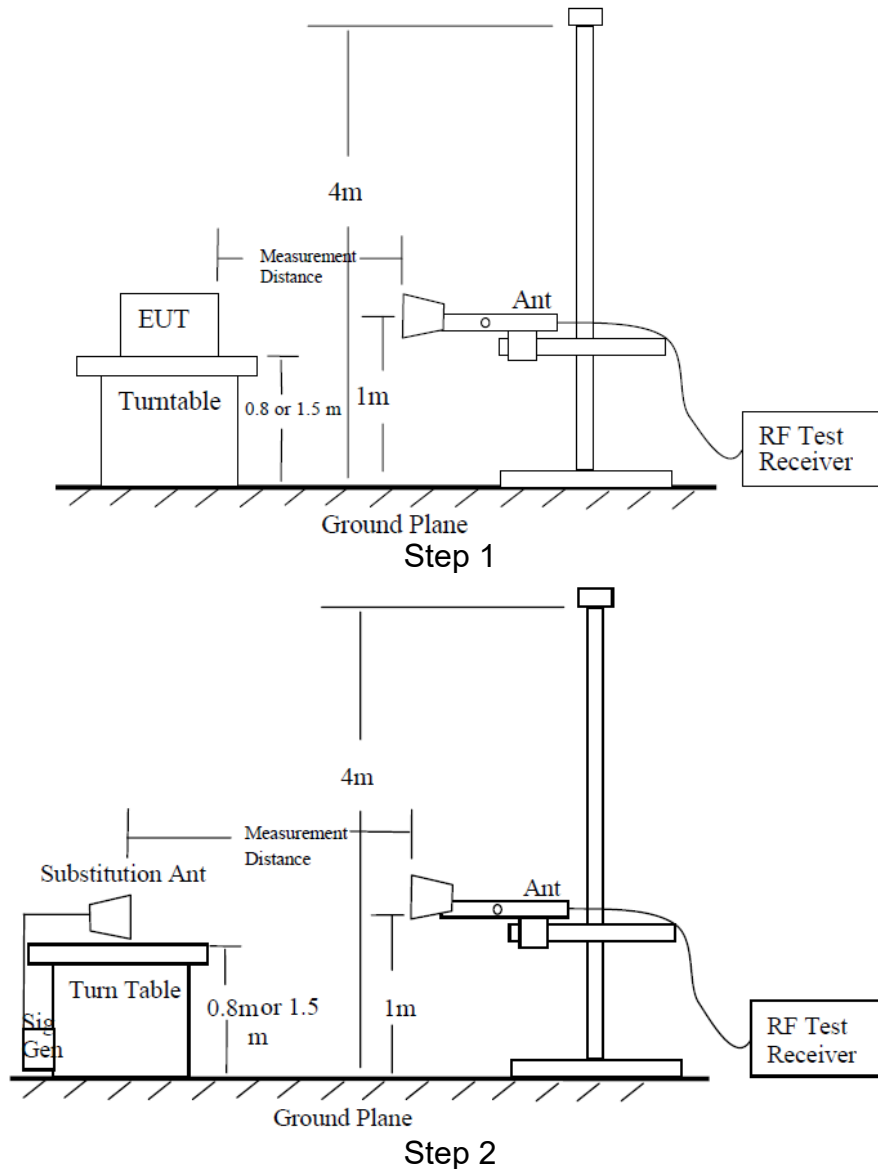 4m
Measurement
Distance
EUT
Ant
Turntable
0.8 or 1.5 m
1m
RF Test
Receiver
Ground Plane
Step 1
4m
Measurement
Distance
Substitution Ant
Ant
Turn Table
0.8m or 1.5
m
1m
Sig
Gen
RF Test
Receiver
Ground Plane
Step 2